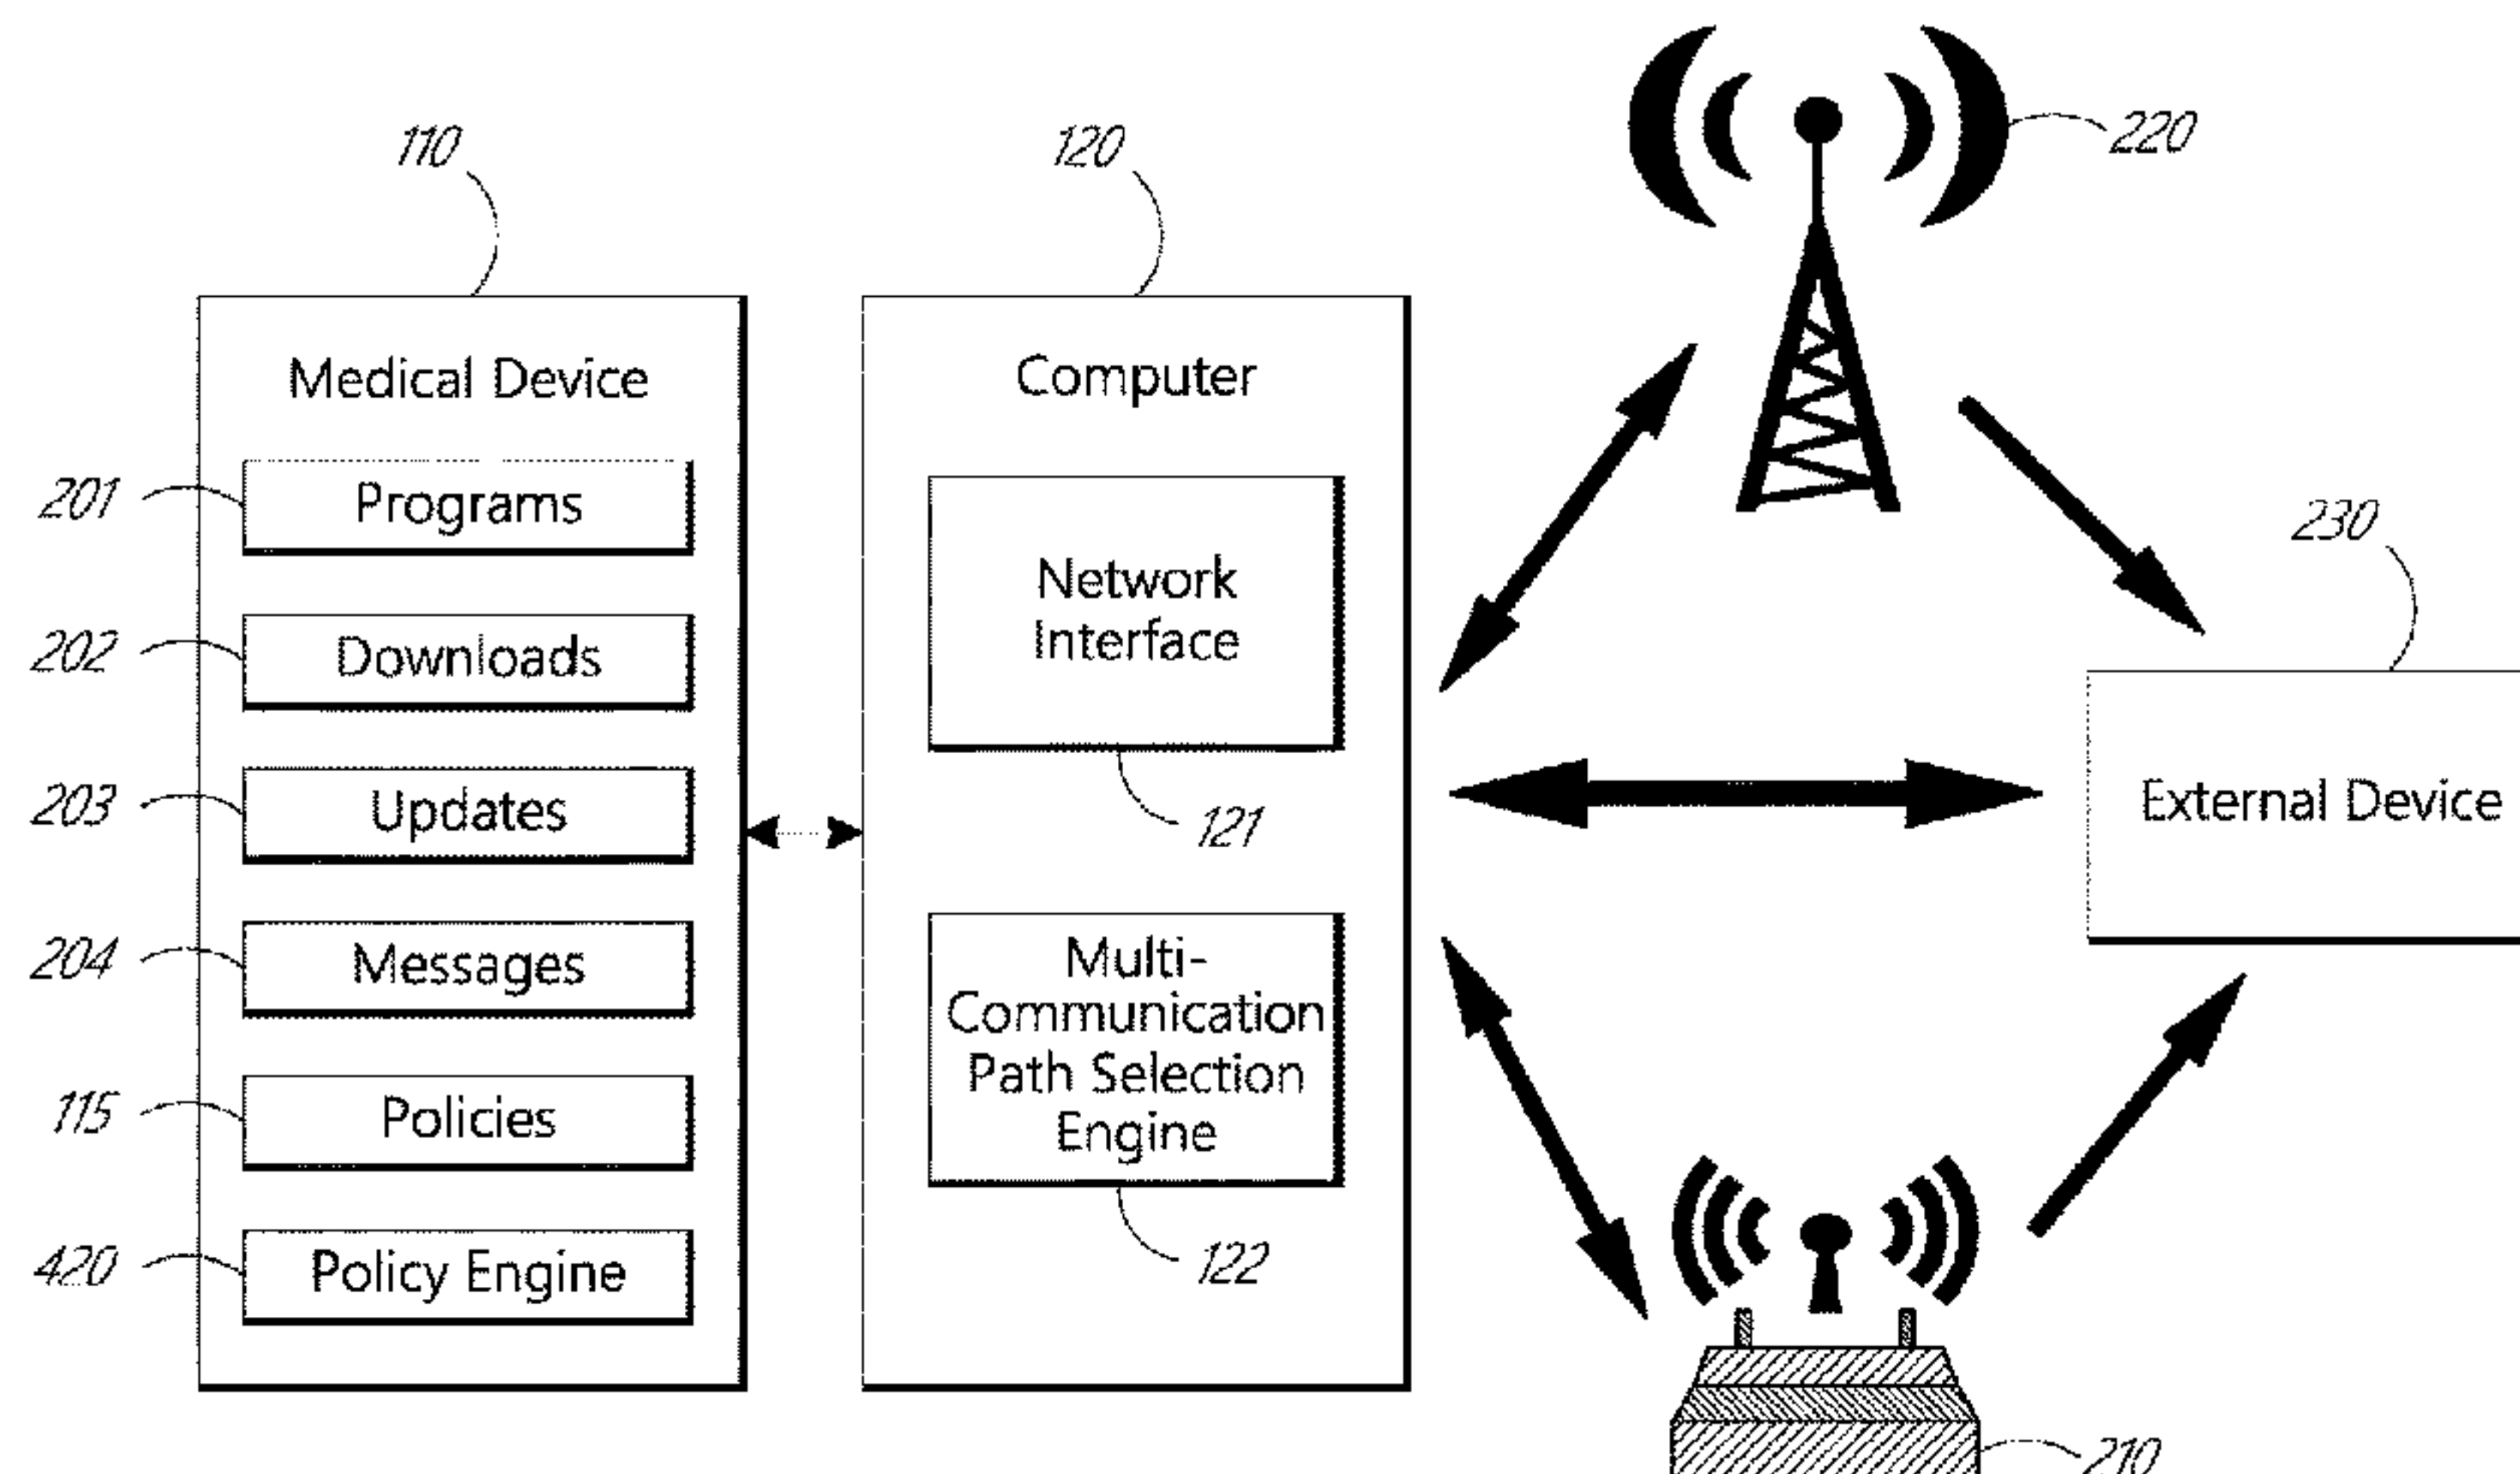 110
120
220
Medical Device
201
Programs
202
Downloads
203
Updates
204
Messages
115
Policies
420
Policy Engine
Computer
Network
Interface
121
Multi-
Communication
Path Selection
Engine
122
230
External Device
210